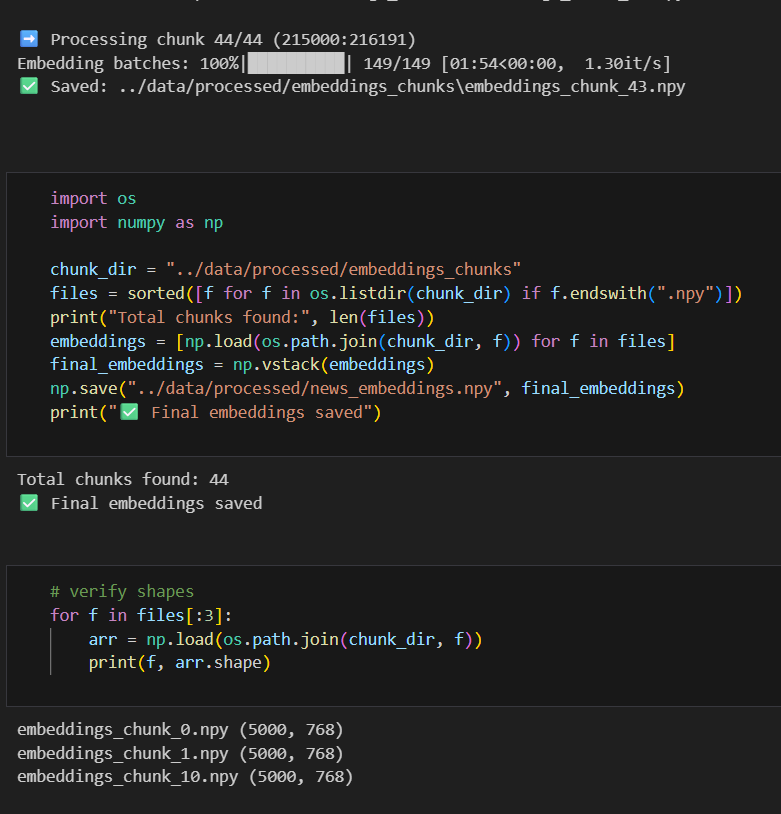 ➡️ Processing chunk 44/44 (215000:216191)
Embedding batches: 100%|██████████| 149/149 [01:54<00:00,  1.30it/s]
✅ Saved: ../data/processed/embeddings_chunks\embeddings_chunk_43.npy
import os
import numpy as np
chunk_dir = "../data/processed/embeddings_chunks"
files = sorted([f for f in os.listdir(chunk_dir) if f.endswith(".npy")])
print("Total chunks found:", len(files))
embeddings = [np.load(os.path.join(chunk_dir, f)) for f in files]
final_embeddings = np.vstack(embeddings)
np.save("../data/processed/news_embeddings.npy", final_embeddings)
print("✅ Final embeddings saved")
Total chunks found: 44
✅ Final embeddings saved
# verify shapes
for f in files[:3]:
    arr = np.load(os.path.join(chunk_dir, f))
    print(f, arr.shape)
embeddings_chunk_0.npy (5000, 768)
embeddings_chunk_1.npy (5000, 768)
embeddings_chunk_10.npy (5000, 768)